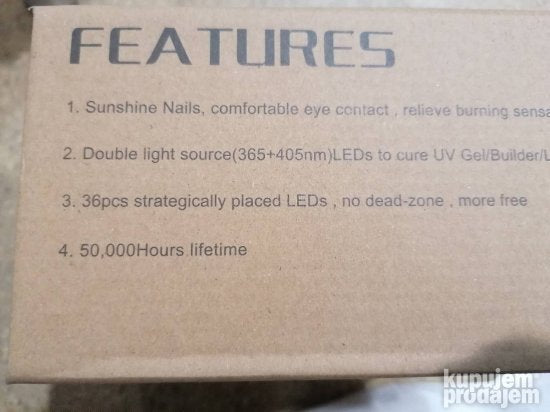 FEATURES
1. Sunshine Nails, comfortable eye contact , relieve burning
2. Double light source(365+405nm)LEDs to cure UV Gel/Builder/
3. 36pcs strategically placed LEDs , no dead-zone , more free
4. 50,000Hours lifetime
kupujem
prodajem